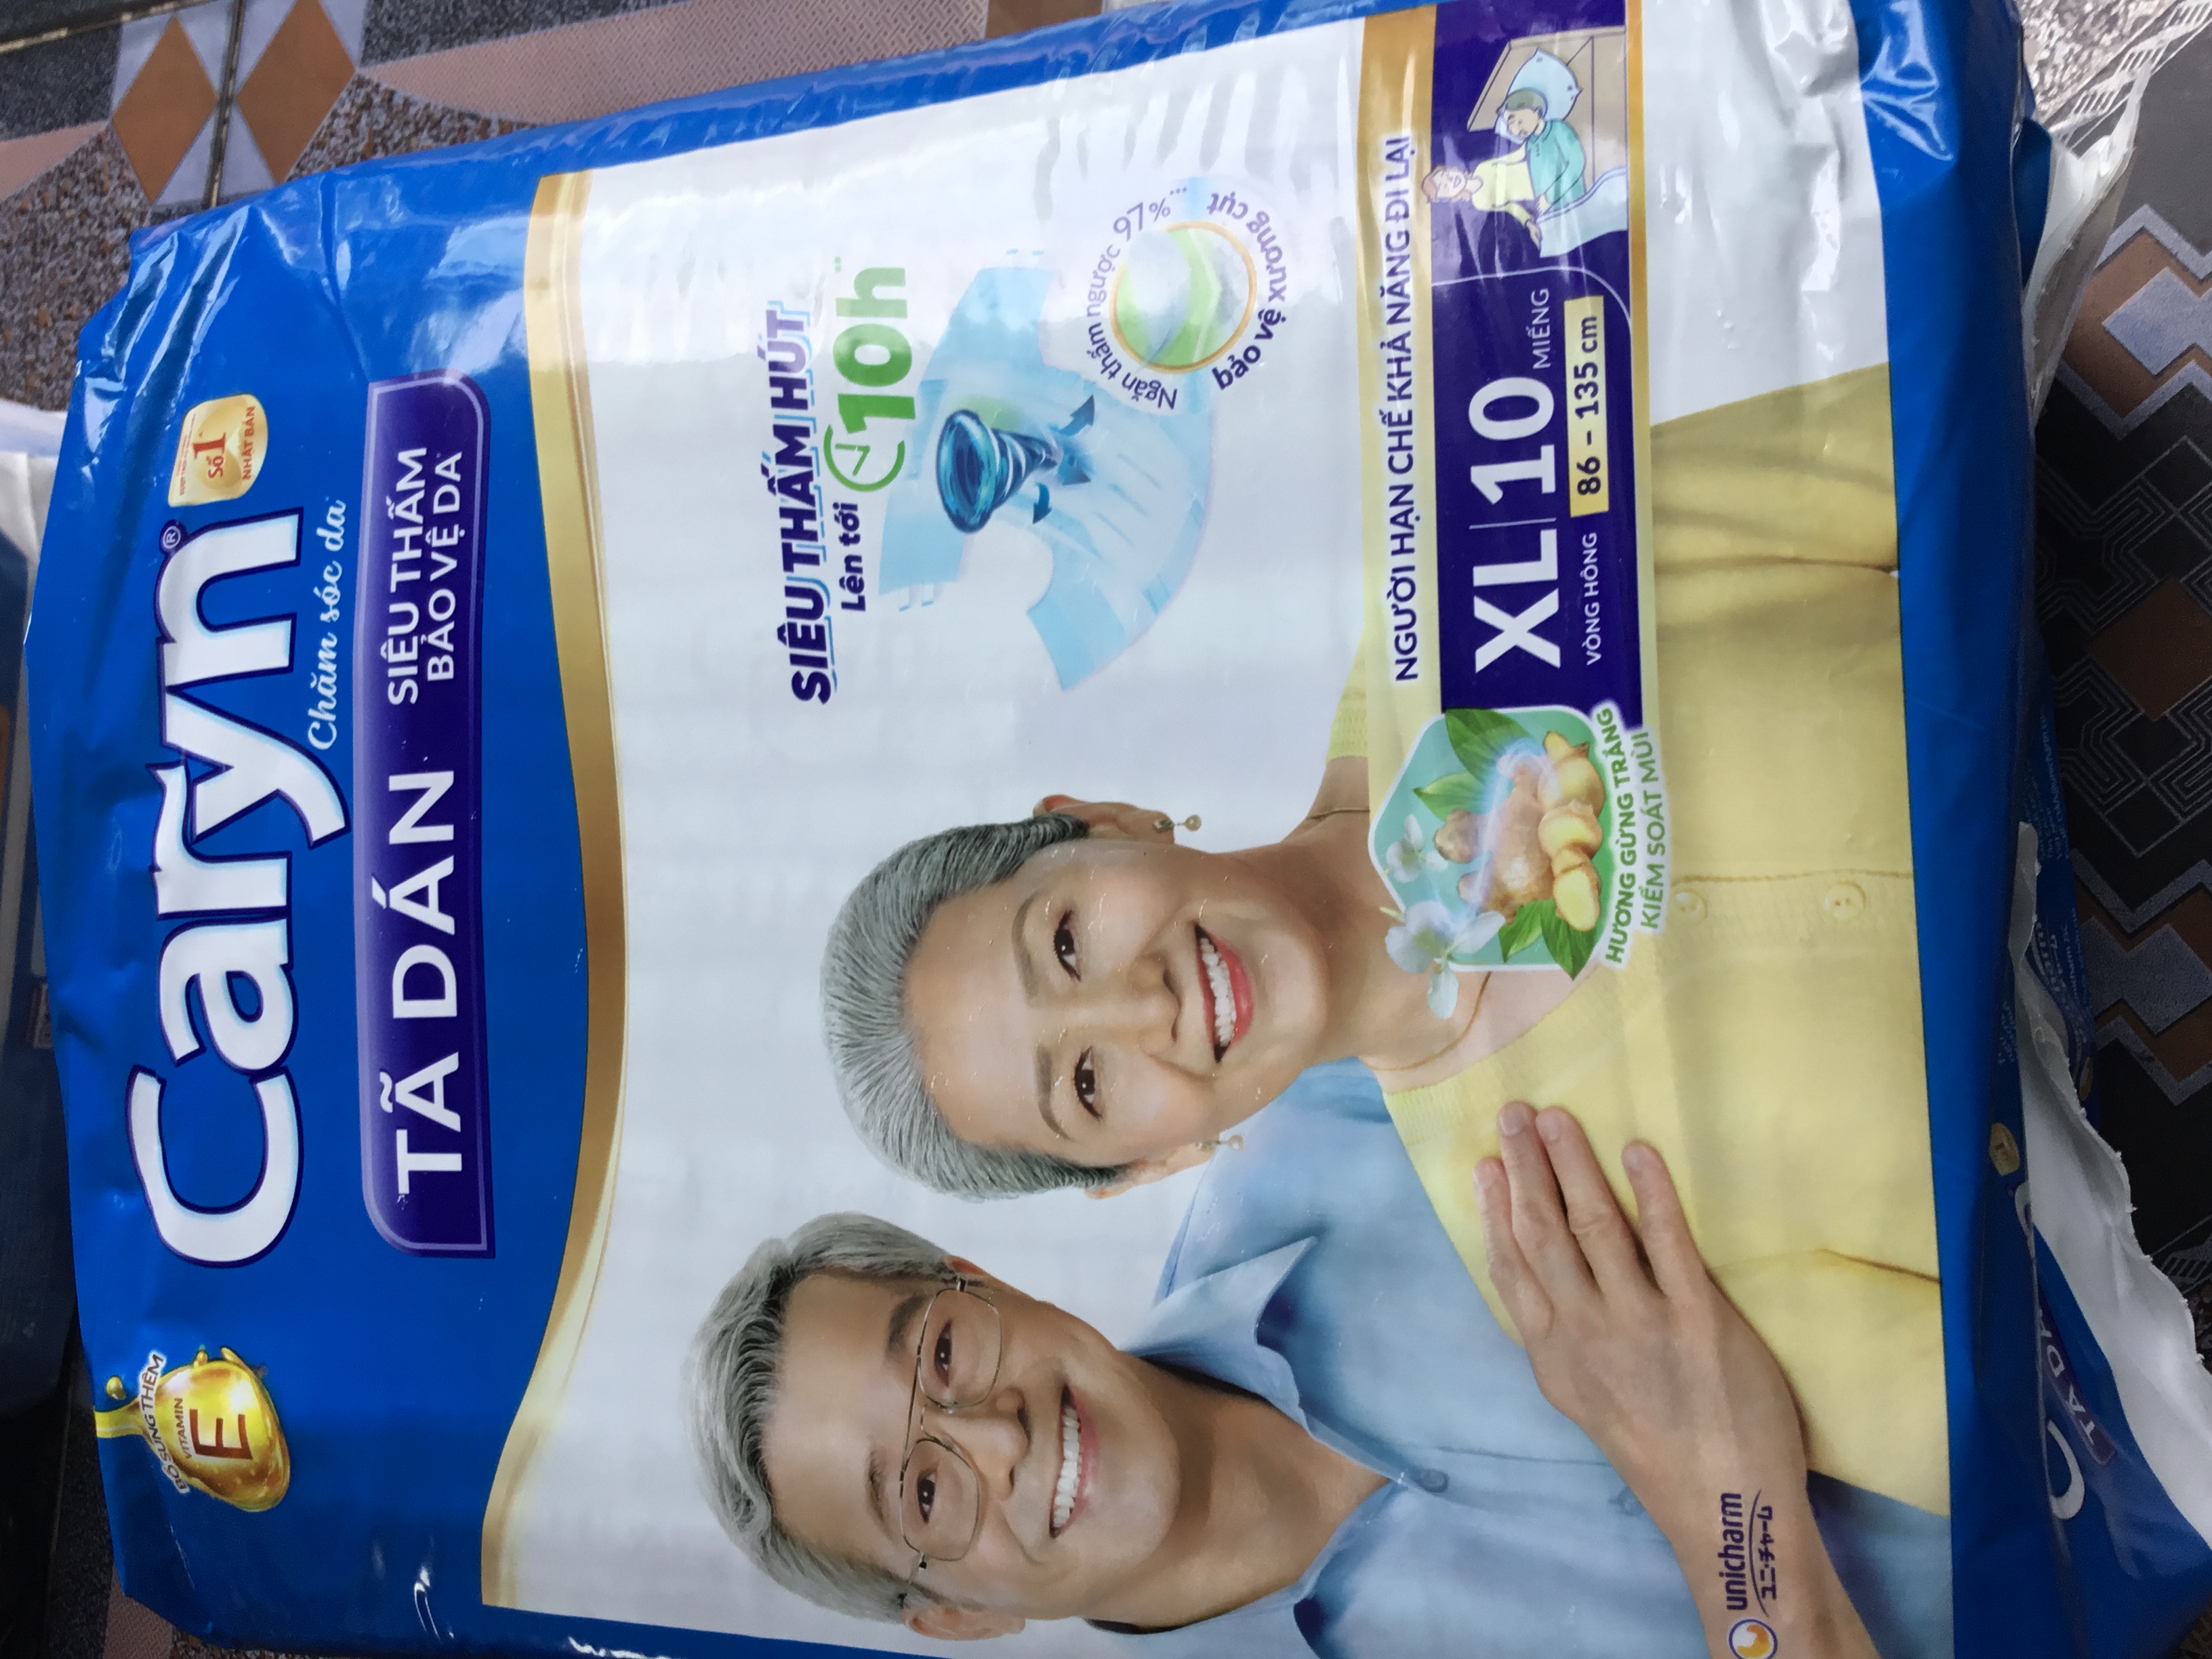 BỔ SUNG THÊM
VITAMIN
E
Caryn®
Số 1
NHẬT BẢN
Chăm sóc da
TÃ DÁN
SIÊU THẤM
BẢO VỆ DA
SIÊU THẤM HÚT
Lên tới 10h
Ngăn thấm ngược 97%
bảo vệ xương cụt
NGƯỜI HẠN CHẾ KHẢ NĂNG ĐI LẠI
XL 10 MIẾNG
VÒNG HÔNG 86 – 135 cm
HƯƠNG GỪNG TRẮNG
KIỂM SOÁT MÙI
unicharm
ユニ・チャーム